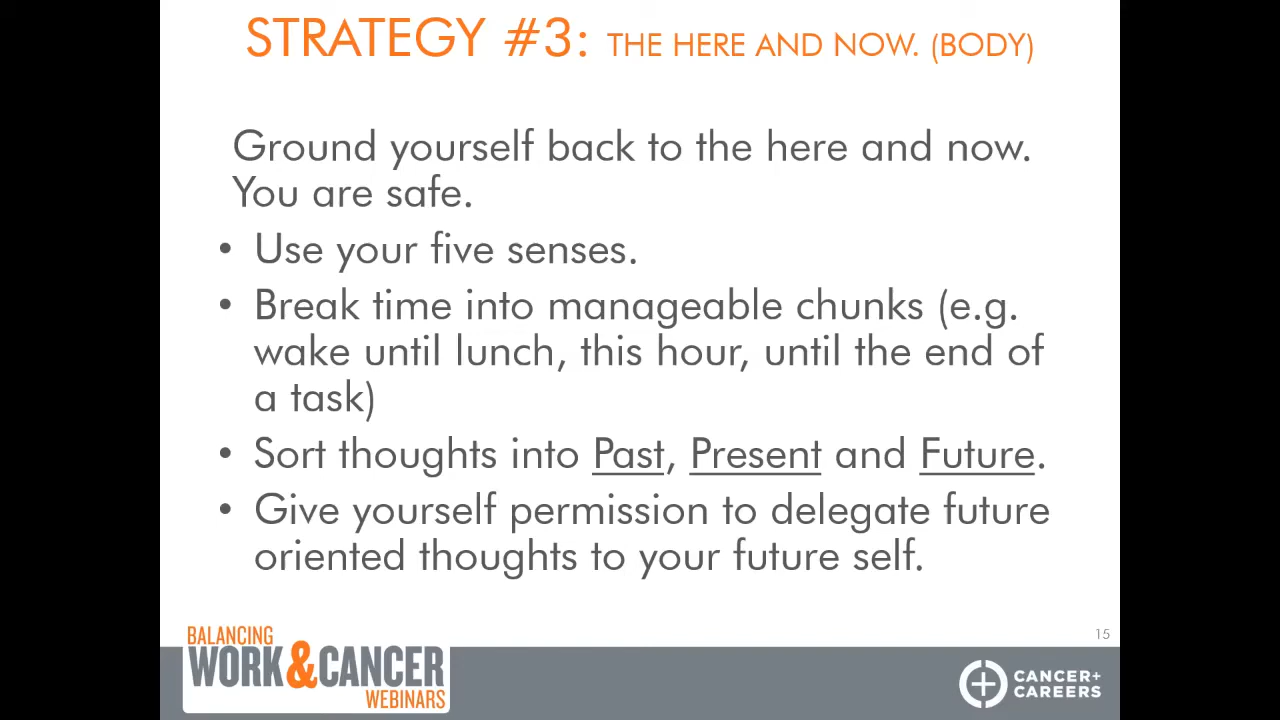 STRATEGY #3: THE HERE AND NOW. (BODY)
Ground yourself back to the here and now.
You are safe.
• Use your five senses.
• Break time into manageable chunks (e.g.
wake until lunch, this hour, until the end of
a task)
• Sort thoughts into Past, Present and Future.
• Give yourself permission to delegate future
oriented thoughts to your future self.
15
BALANCING
WORK & CANCER
WEBINARS
CANCER+
CAREERS